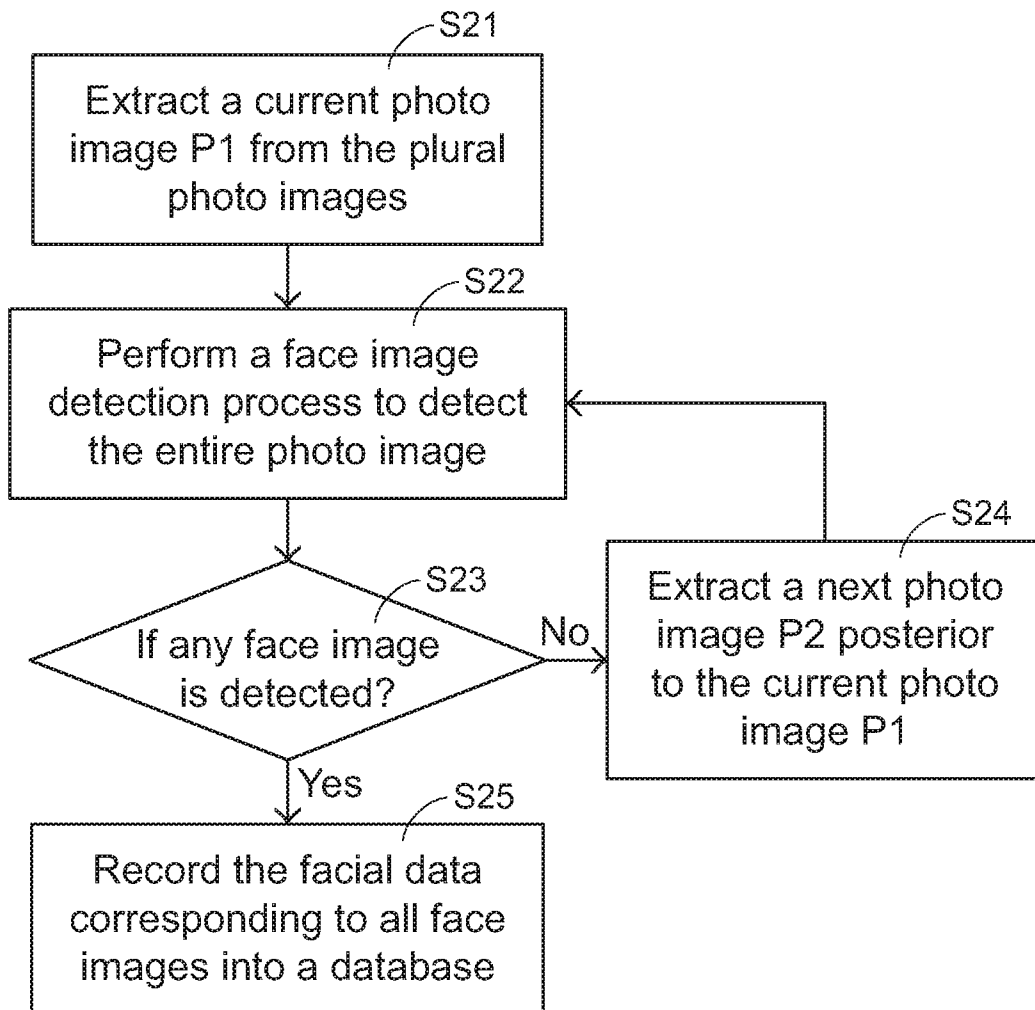 S21
Extract a current photo
image P1 from the plural
photo images
S22
Perform a face image
detection process to detect
the entire photo image
S23
If any face image
is detected?
No
S24
Extract a next photo
image P2 posterior
to the current photo
image P1
Yes
S25
Record the facial data
corresponding to all face
images into a database